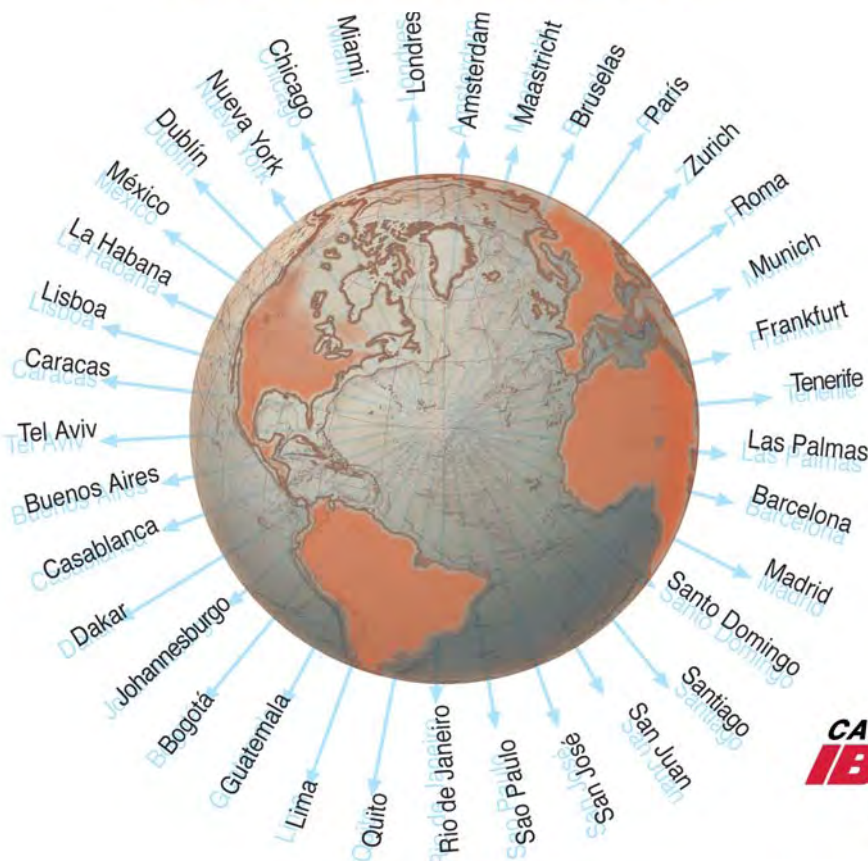 Londres
Amsterdam
Maastricht
Bruselas
París
Zurich
Roma
Munich
Frankfurt
Tenerife
Las Palmas
Barcelona
Madrid
Santo Domingo
Santiago
San Juan
San José
Sao Paulo
Rio de Janeiro
Quito
Lima
Guatemala
Bogotá
Johannesburgo
Dakar
Casablanca
Buenos Aires
Tel Aviv
Caracas
Lisboa
La Habana
México
Dublín
Nueva York
Chicago
Miami
CA
IB